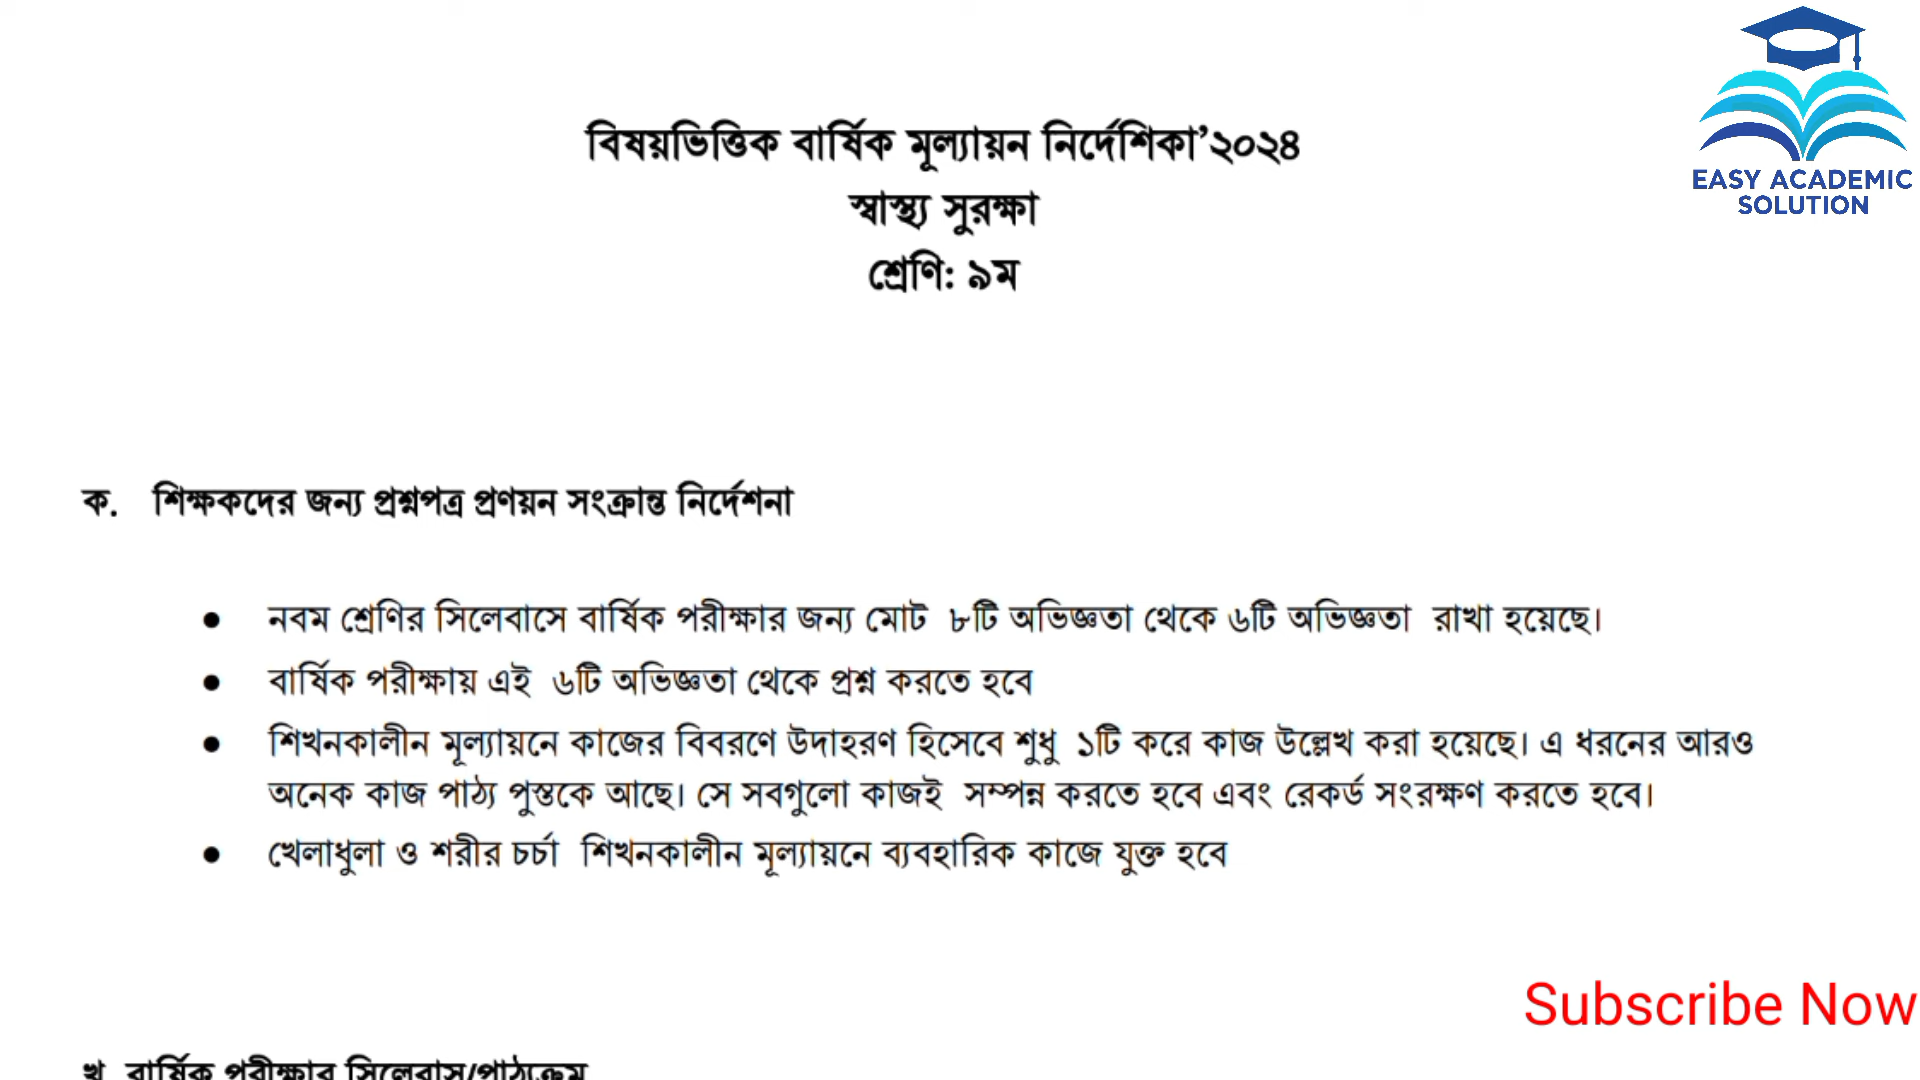 EASY ACADEMIC
SOLUTION
বিষয়ভিত্তিক বার্ষিক মূল্যায়ন নির্দেশিকা’২০২৪
স্বাস্থ্য সুরক্ষা
শ্রেণি: ৯ম
ক. শিক্ষকদের জন্য প্রশ্নপত্র প্রণয়ন সংক্রান্ত নির্দেশনা
● নবম শ্রেণির সিলেবাসে বার্ষিক পরীক্ষার জন্য মোট ৮টি অভিজ্ঞতা থেকে ৬টি অভিজ্ঞতা রাখা হয়েছে।
● বার্ষিক পরীক্ষায় এই ৬টি অভিজ্ঞতা থেকে প্রশ্ন করতে হবে
● শিখনকালীন মূল্যায়নে কাজের বিবরণে উদাহরণ হিসেবে শুধু ১টি করে কাজ উল্লেখ করা হয়েছে। এ ধরনের আরও
অনেক কাজ পাঠ্য পুস্তকে আছে। সে সবগুলো কাজই সম্পন্ন করতে হবে এবং রেকর্ড সংরক্ষণ করতে হবে।
● খেলাধুলা ও শরীর চর্চা শিখনকালীন মূল্যায়নে ব্যবহারিক কাজে যুক্ত হবে
Subscribe Now
খ. বার্ষিক পরীক্ষার সিলেবাস/পাঠ্যক্রম